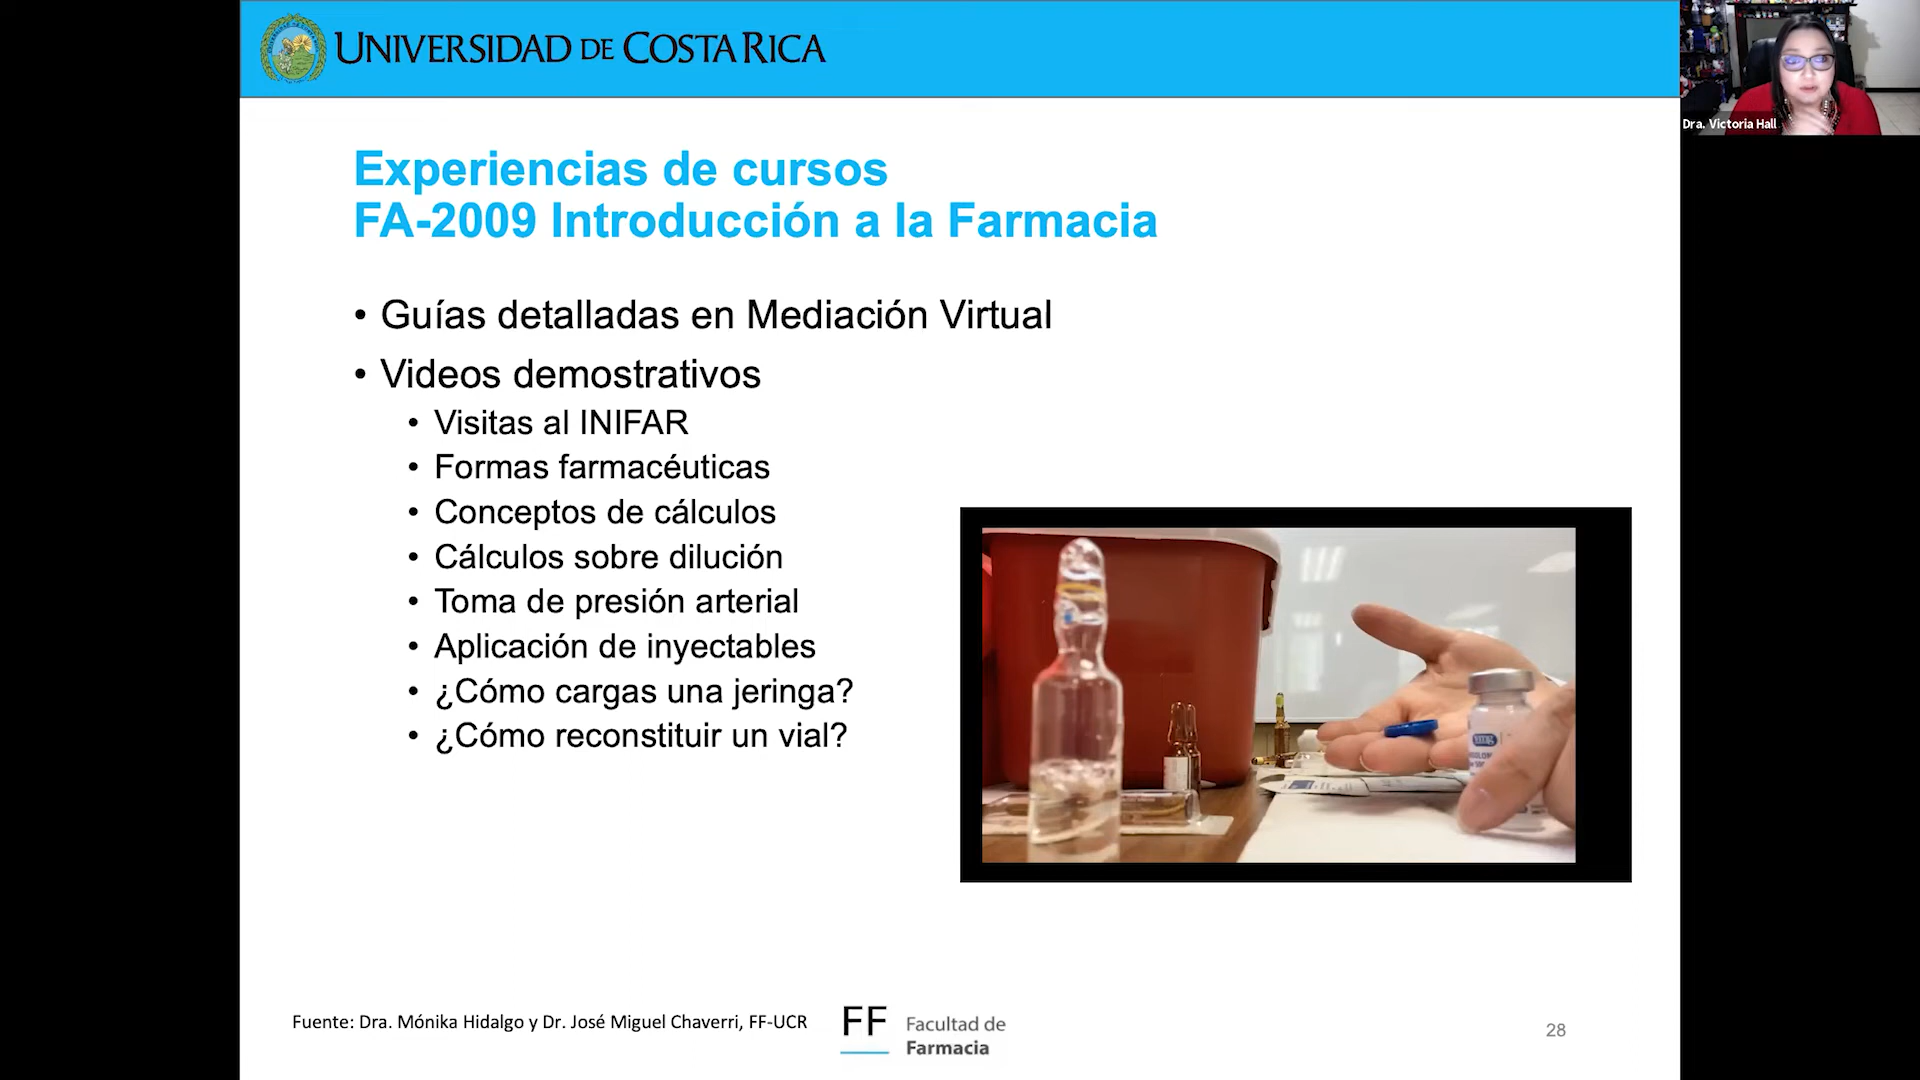 UNIVERSIDAD DE COSTA RICA
Dra. Victoria Hall
Experiencias de cursos
FA-2009 Introducción a la Farmacia
• Guías detalladas en Mediación Virtual
• Videos demostrativos
• Visitas al INIFAR
• Formas farmacéuticas
• Conceptos de cálculos
• Cálculos sobre dilución
• Toma de presión arterial
• Aplicación de inyectables
• ¿Cómo cargas una jeringa?
• ¿Cómo reconstituir un vial?
Fuente: Dra. Mónika Hidalgo y Dr. José Miguel Chaverri, FF-UCR
FF
Facultad de
Farmacia
28